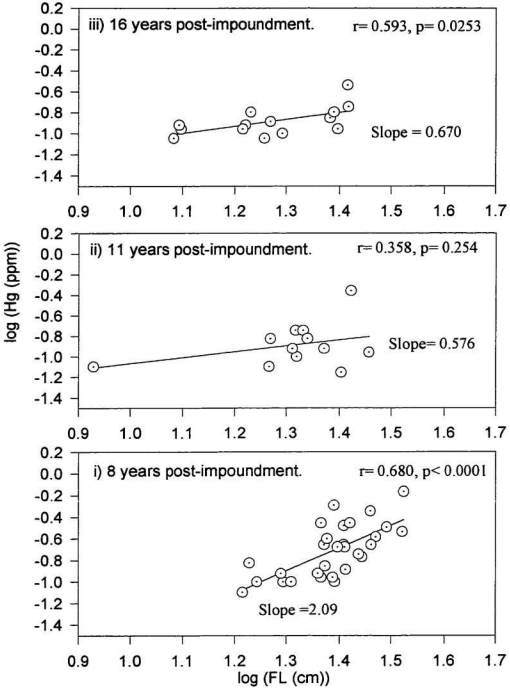 0.2
iii) 16 years post-impoundment. r= 0.593, p= 0.0253
0.0
-0.2
-0.4
-0.6
-0.8
-1.0 Slope = 0.670
-1.2
-1.4
0.9 1.0 1.1 1.2 1.3 1.4 1.5 1.6 1.7
log (Hg (ppm))
0.2
ii) 11 years post-impoundment. r= 0.358, p= 0.254
0.0
-0.2
-0.4
-0.6
-0.8
Slope= 0.576
-1.0
-1.2
-1.4
0.9 1.0 1.1 1.2 1.3 1.4 1.5 1.6 1.7
0.2
i) 8 years post-impoundment. r= 0.680, p< 0.0001
0.0
-0.2
-0.4
-0.6
-0.8
-1.0
-1.2
Slope =2.09
-1.4
0.9 1.0 1.1 1.2 1.3 1.4 1.5 1.6 1.7
log (FL (cm))